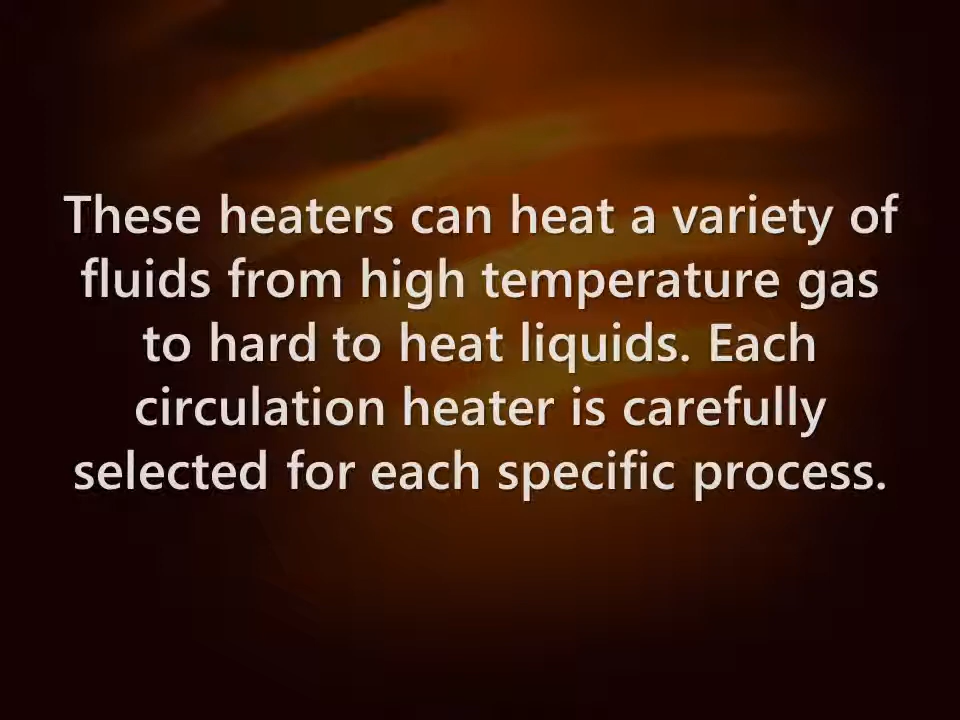 These heaters can heat a variety of
fluids from high temperature gas
to hard to heat liquids. Each
circulation heater is carefully
selected for each specific process.